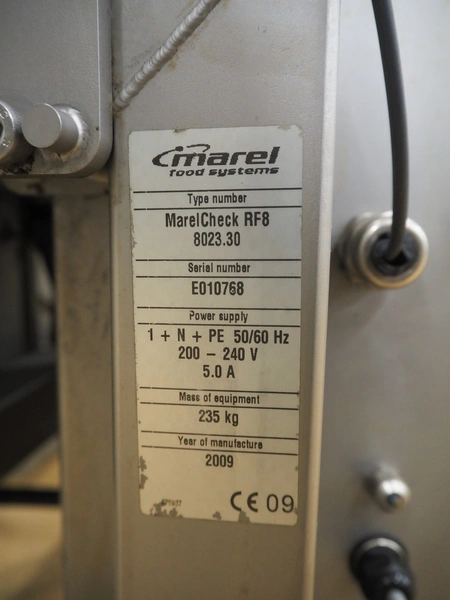 marel
food systems
Type number
MarelCheck RF8
8023.30
Serial number
E010768
Power supply
1 + N + PE 50/60 Hz
200 – 240 V
5.0 A
Mass of equipment
235 kg
Year of manufacture
2009
CE 09